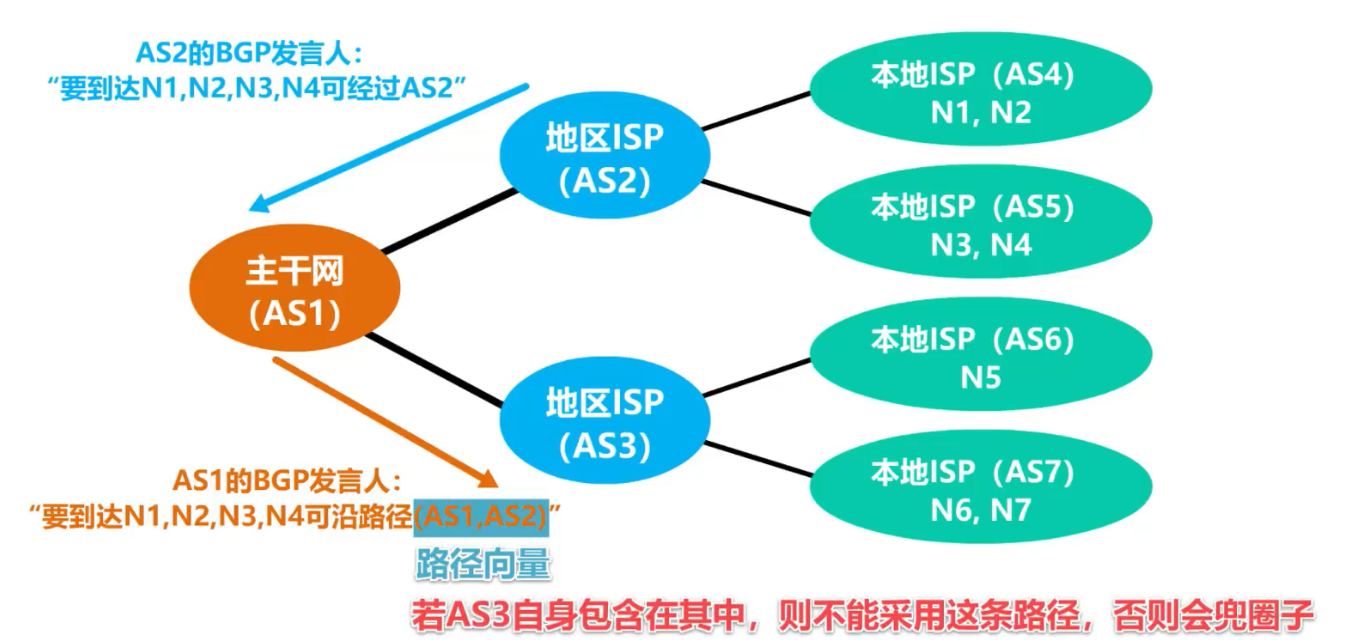 AS2的BGP发言人：
“要到达N1,N2,N3,N4可经过AS2”
地区ISP
（AS2）
本地ISP（AS4）
N1, N2
本地ISP（AS5）
N3, N4
主干网
（AS1）
地区ISP
（AS3）
本地ISP（AS6）
N5
本地ISP（AS7）
N6, N7
AS1的BGP发言人：
“要到达N1,N2,N3,N4可沿路径(AS1,AS2)”
路径向量
若AS3自身包含在其中，则不能采用这条路径，否则会兜圈子